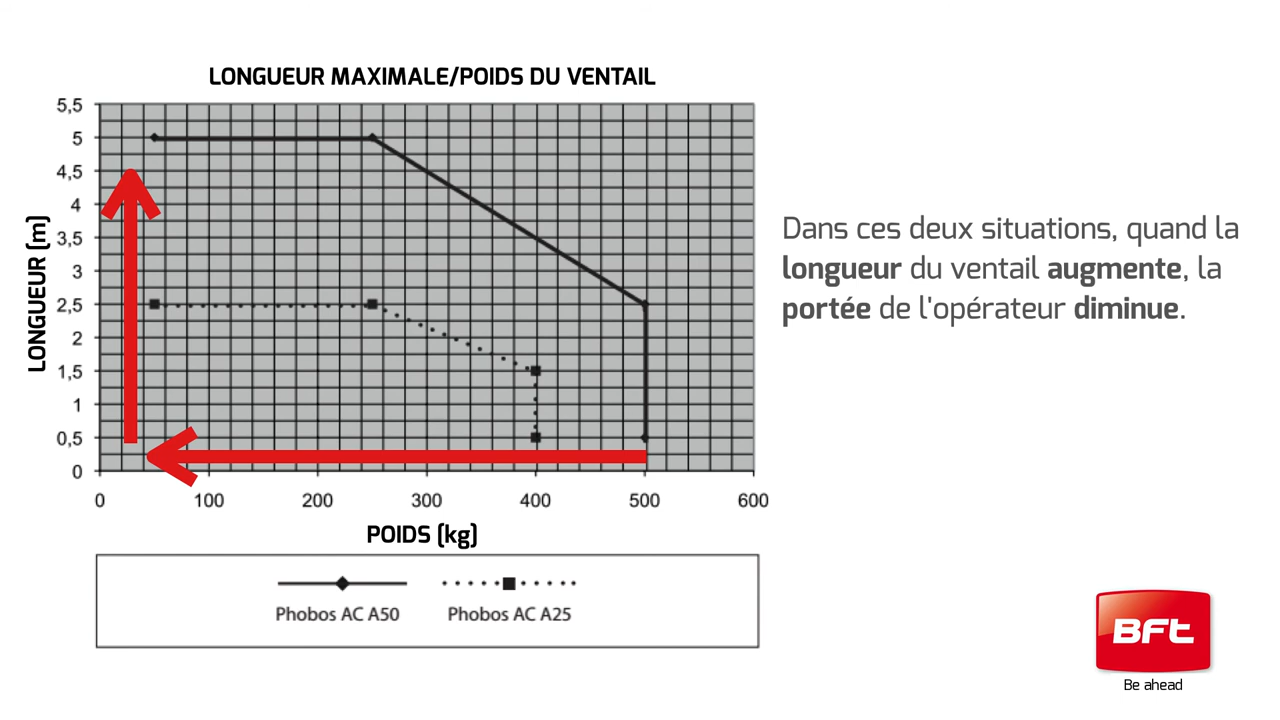 LONGUEUR MAXIMALE/POIDS DU VENTAIL
5,5
5
4,5
4
3,5
3
2,5
2
1,5
1
0,5
0
LONGUEUR [m]
0 100 200 300 400 500 600
POIDS [kg]
Phobos AC A50 Phobos AC A25
Dans ces deux situations, quand la
longueur du ventail augmente, la
portée de l'opérateur diminue.
BFt
Be ahead